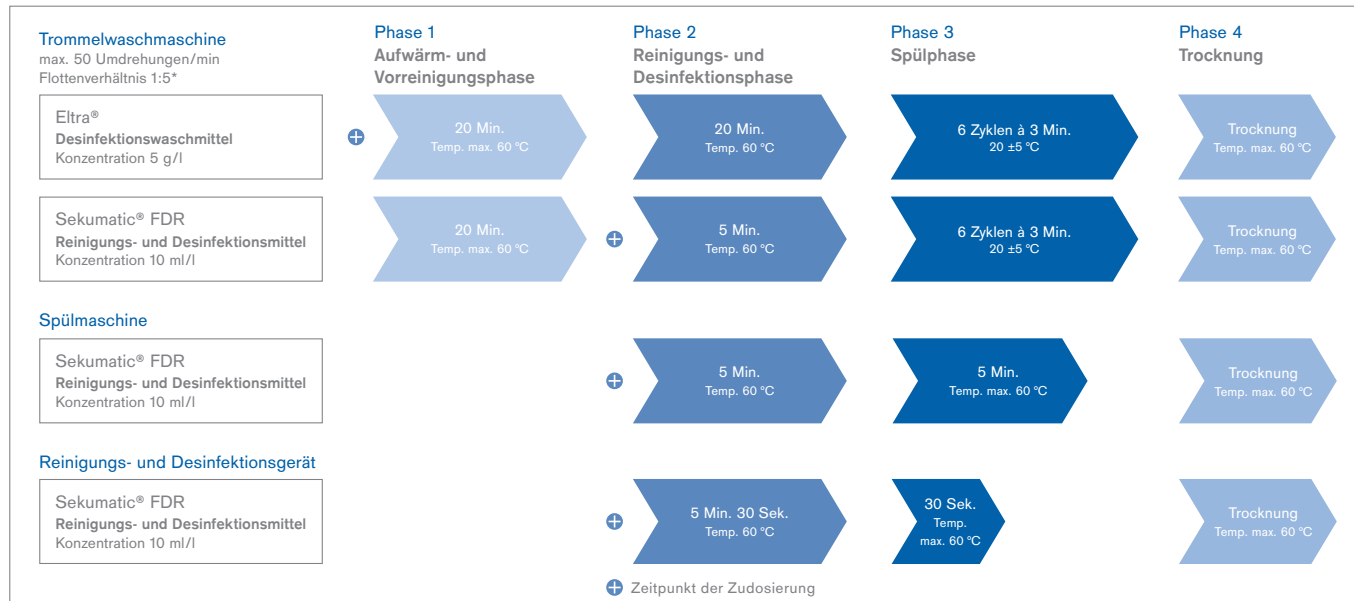 Trommelwaschmaschine
max. 50 Umdrehungen/min
Flottenverhältnis 1:5*
Phase 1
Aufwärm- und
Vorreinigungsphase
Phase 2
Reinigungs- und
Desinfektionsphase
Phase 3
Spülphase
Phase 4
Trocknung
Eltra®
Desinfektionswaschmittel
Konzentration 5 g/l
20 Min.
Temp. max. 60 °C
20 Min.
Temp. 60 °C
6 Zyklen à 3 Min.
20 ±5 °C
Trocknung
Temp. max. 60 °C
Sekumatic® FDR
Reinigungs- und Desinfektionsmittel
Konzentration 10 ml/l
20 Min.
Temp. max. 60 °C
5 Min.
Temp. 60 °C
6 Zyklen à 3 Min.
20 ±5 °C
Trocknung
Temp. max. 60 °C
Spülmaschine
Sekumatic® FDR
Reinigungs- und Desinfektionsmittel
Konzentration 10 ml/l
5 Min.
Temp. 60 °C
5 Min.
Temp. max. 60 °C
Trocknung
Temp. max. 60 °C
Reinigungs- und Desinfektionsgerät
Sekumatic® FDR
Reinigungs- und Desinfektionsmittel
Konzentration 10 ml/l
5 Min. 30 Sek.
Temp. 60 °C
30 Sek.
Temp.
max. 60 °C
Trocknung
Temp. max. 60 °C
Zeitpunkt der Zudosierung